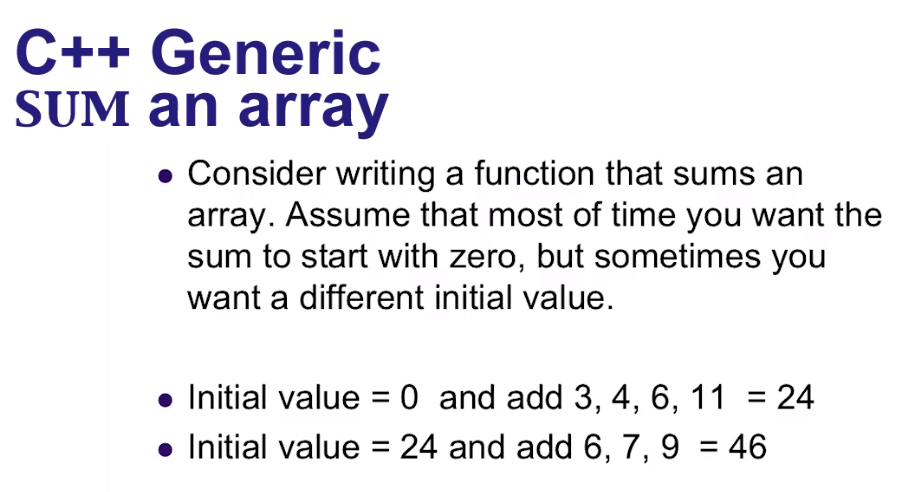 C++ Generic
SUM an array
• Consider writing a function that sums an
array. Assume that most of time you want the
sum to start with zero, but sometimes you
want a different initial value.
• Initial value = 0 and add 3, 4, 6, 11 = 24
• Initial value = 24 and add 6, 7, 9 = 46